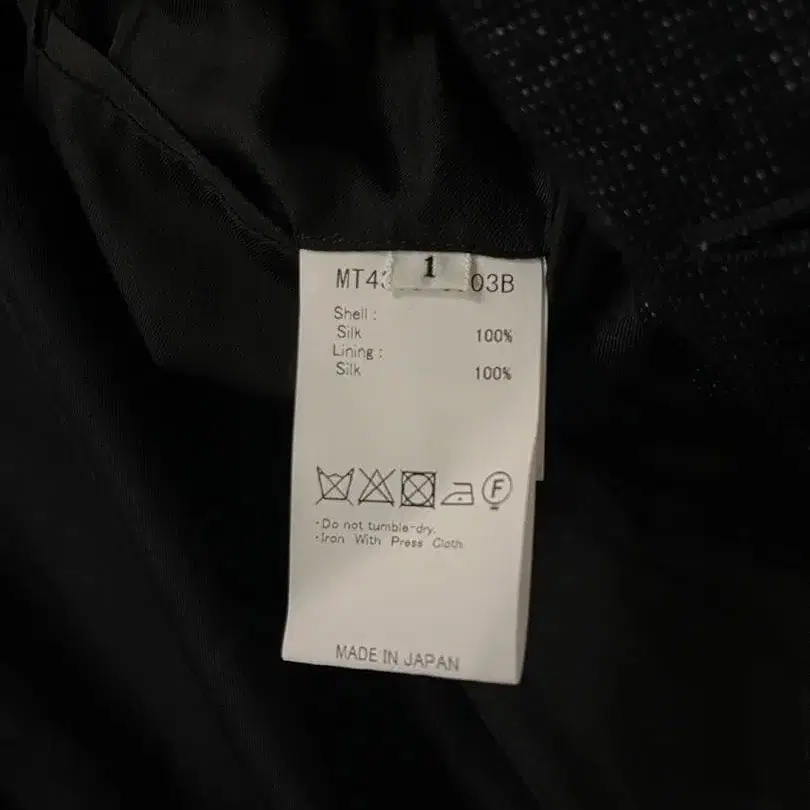 1
MT43 03B
Shell :
Silk 100%
Lining :
Silk 100%
F
·Do not tumble-dry.
·Iron With Press Cloth
MADE IN JAPAN